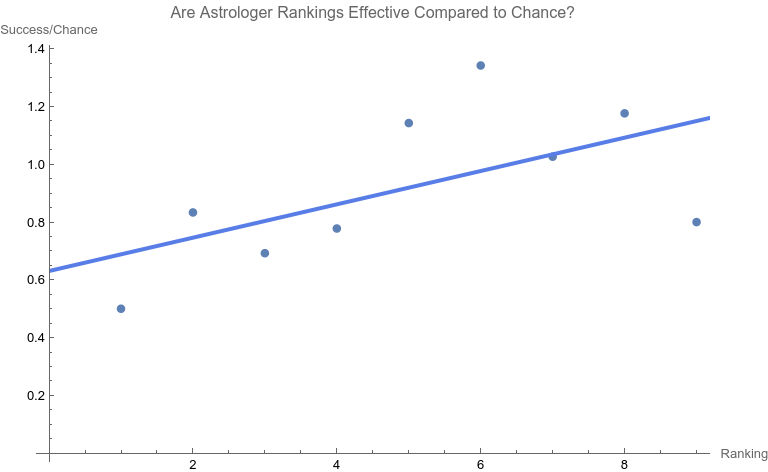 Are Astrologer Rankings Effective Compared to Chance?
Success/Chance
1.4
1.2
1.0
0.8
0.6
0.4
0.2
2 4 6 8
Ranking